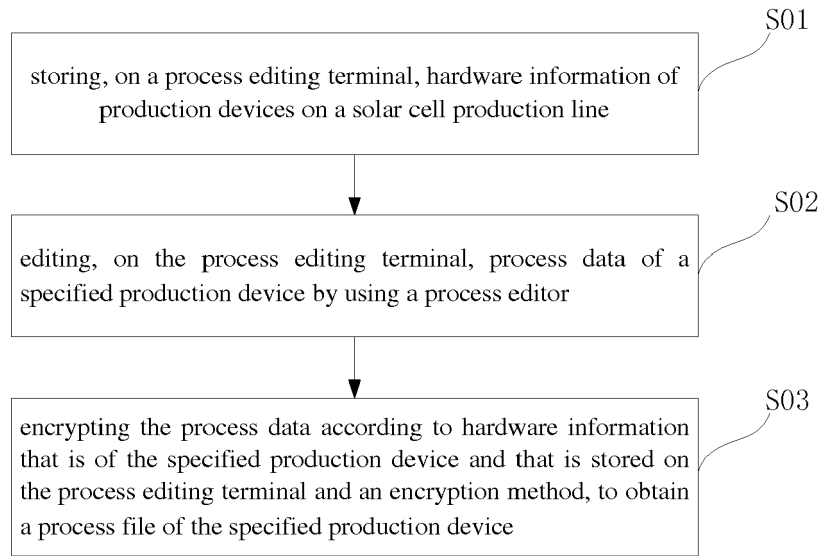 S01
storing, on a process editing terminal, hardware information of
production devices on a solar cell production line
S02
editing, on the process editing terminal, process data of a
specified production device by using a process editor
S03
encrypting the process data according to hardware information
that is of the specified production device and that is stored on
the process editing terminal and an encryption method, to obtain
a process file of the specified production device